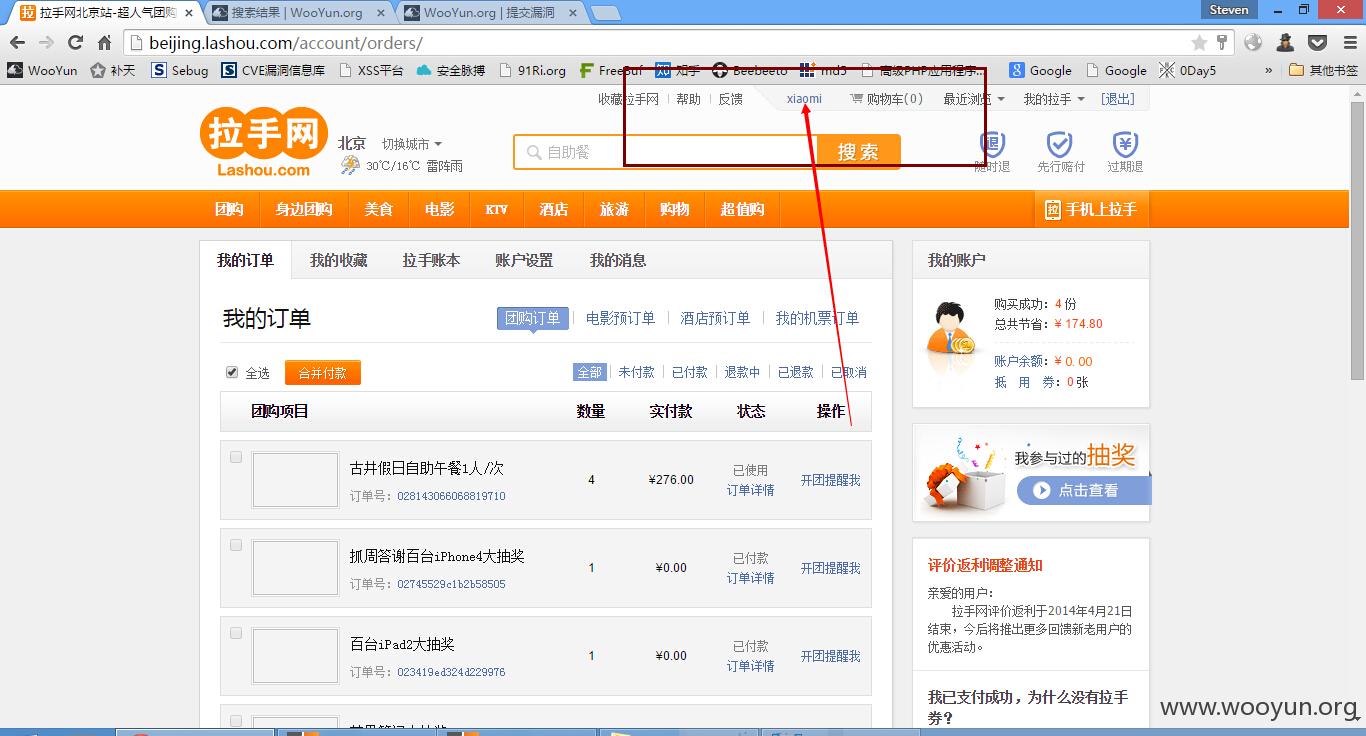 拉手网北京站-超人气团购
搜索结果 | WooYun.org
WooYun.org | 提交漏洞
Steven
beijing.lashou.com/account/orders/
WooYun 补天 Sebug CVE漏洞信息库 XSS平台 安全脉搏 91Ri.org FreeBuf 知乎 Beebeeto md5 高级PHP应用程序... Google Google 0Day5 » 其他书签
收藏拉手网 帮助 反馈 xiaomi 购物车(0) 最近浏览 我的拉手 [退出]
拉手网
Lashou.com
北京 切换城市
30℃/16℃ 雷阵雨
自助餐 搜索
随时退 先行赔付 过期退
团购 身边团购 美食 电影 KTV 酒店 旅游 购物 超值购 手机上拉手
我的订单 我的收藏 拉手账本 账户设置 我的消息
我的订单 团购订单 电影预订单 酒店预订单 我的机票订单
全选 合并付款 全部 未付款 已付款 退款中 已退款 已取消
团购项目 数量 实付款 状态 操作
古井假日自助午餐1人/次
订单号：028143066068819710
4 ¥276.00 已使用 订单详情 开团提醒我
抓周答谢百台iPhone4大抽奖
订单号：02745529c1b2b58505
1 ¥0.00 已付款 订单详情 开团提醒我
百台iPad2大抽奖
订单号：023419ed324d229976
1 ¥0.00 已付款 订单详情 开团提醒我
我的账户
购买成功：4 份
总共节省：¥ 174.80
账户余额：¥ 0.00
抵 用 券：0 张
我参与过的抽奖
点击查看
评价返利调整通知
亲爱的用户：
拉手网评价返利于2014年4月21日
结束，今后将推出更多回馈新老用户的
优惠活动。
我已支付成功，为什么没有拉手
券？
www.wooyun.org